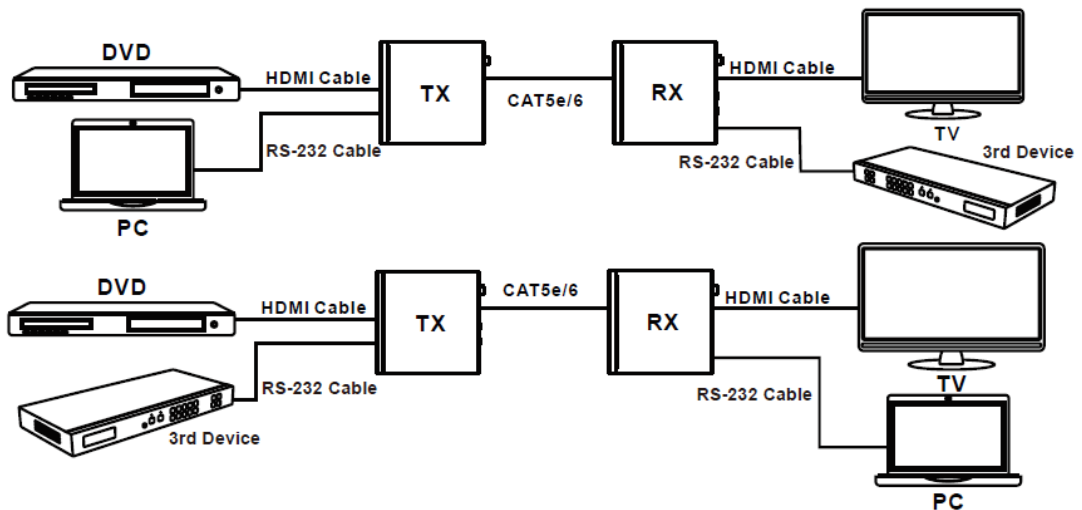 DVD
HDMI Cable
TX
CAT5e/6
RX
HDMI Cable
TV
RS-232 Cable
RS-232 Cable
3rd Device
PC
DVD
HDMI Cable
TX
CAT5e/6
RX
HDMI Cable
TV
RS-232 Cable
RS-232 Cable
3rd Device
PC